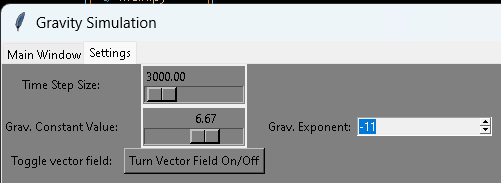 Gravity Simulation
Main Window Settings
3000.00
Time Step Size:
6.67
Grav. Constant Value: Grav. Exponent: -11
Toggle vector field: Turn Vector Field On/Off